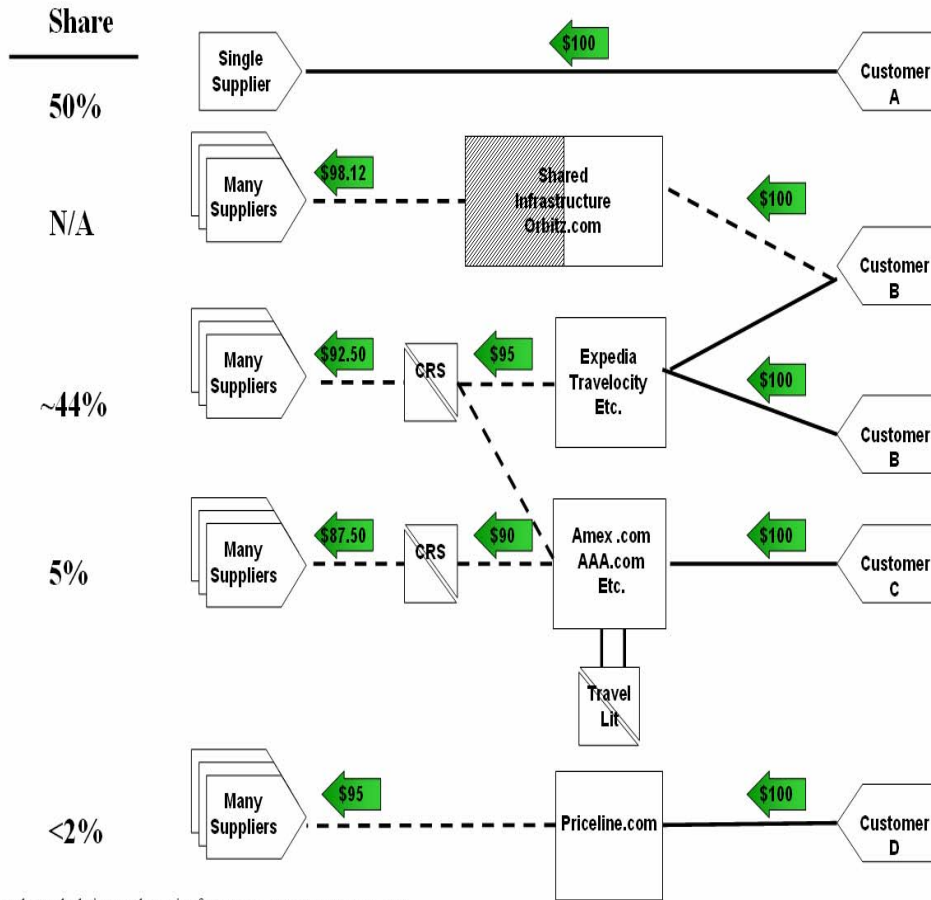 Share
$100
Single
Supplier
Customer
A
50%
$98.12
Many
Suppliers
Shared
Infrastructure
Orbitz.com
$100
N/A
Customer
B
$92.50
Many
Suppliers
CRS
$95
Expedia
Travelocity
Etc.
$100
~44%
Customer
B
$87.50
Many
Suppliers
CRS
$90
Amex .com
AAA.com
Etc.
$100
5%
Customer
C
Travel
Lit
$95
Many
Suppliers
Priceline.com
$100
<2%
Customer
D